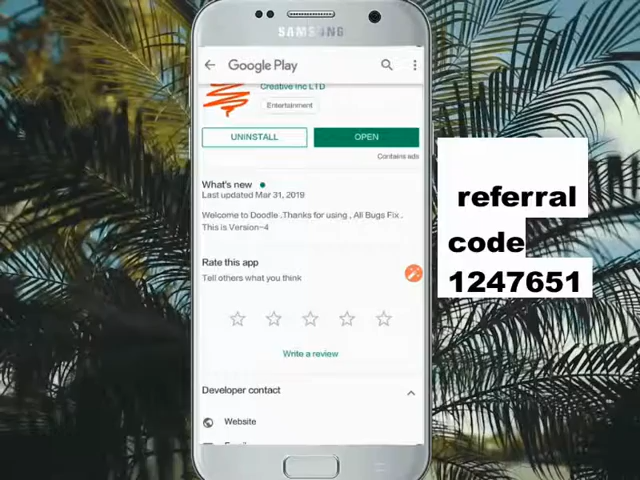 SAMSUNG
Google Play
Creative Inc LTD
Entertainment
UNINSTALL
OPEN
Contains ads
What's new
Last updated Mar 31, 2019
Welcome to Doodle .Thanks for using , All Bugs Fix .
This is Version-4
Rate this app
Tell others what you think
Write a review
Developer contact
Website
referral
code
1247651